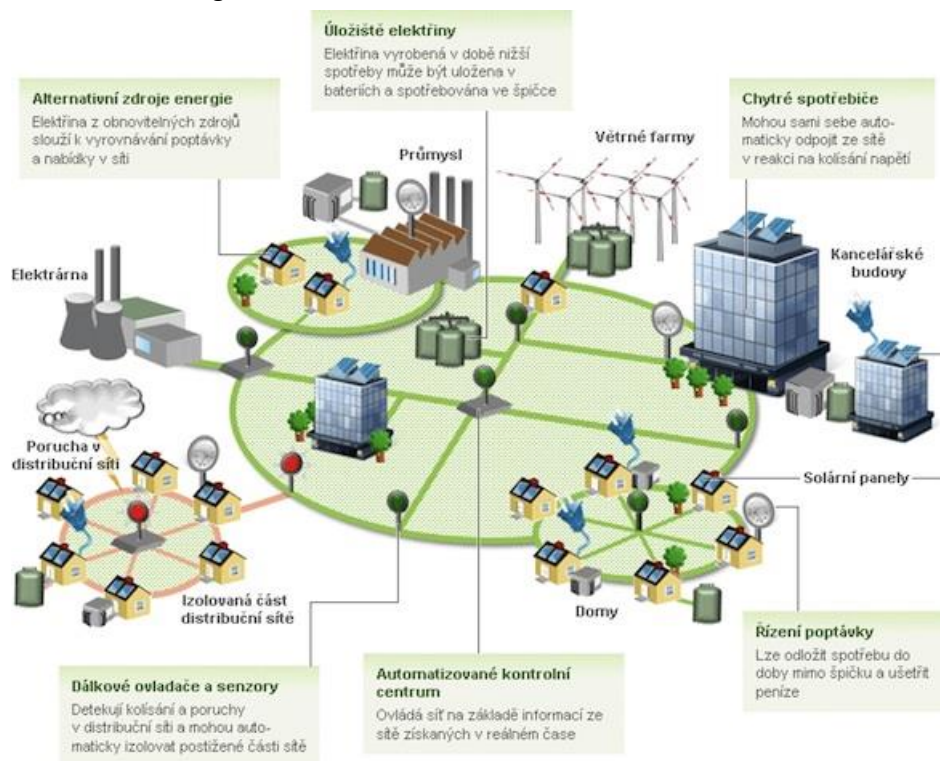 Úložiště elektřiny
Elektřina vyrobená v době nižší
spotřeby může být uložena v
bateriích a spotřebována ve špičce
Alternativní zdroje energie
Elektřina z obnovitelných zdrojů
slouží k vyrovnávání poptávky
a nabídky v síti
Chytré spotřebiče
Mohou sami sebe auto-
maticky odpojit ze sítě
v reakci na kolísání napětí
Průmysl
Větrné farmy
Elektrárna
Kancelářské
budovy
Porucha v
distribuční síti
Solární panely
Izolovaná část
distribuční sítě
Domy
Řízení poptávky
Lze odložit spotřebu do
doby mimo špičku a ušetřit
peníze
Dálkové ovladače a senzory
Detekují kolísání a poruchy
v distribuční síti a mohou auto-
maticky izolovat postižené části sítě
Automatizované kontrolní
centrum
Ovládá síť na základě informací ze
sítě získaných v reálném čase